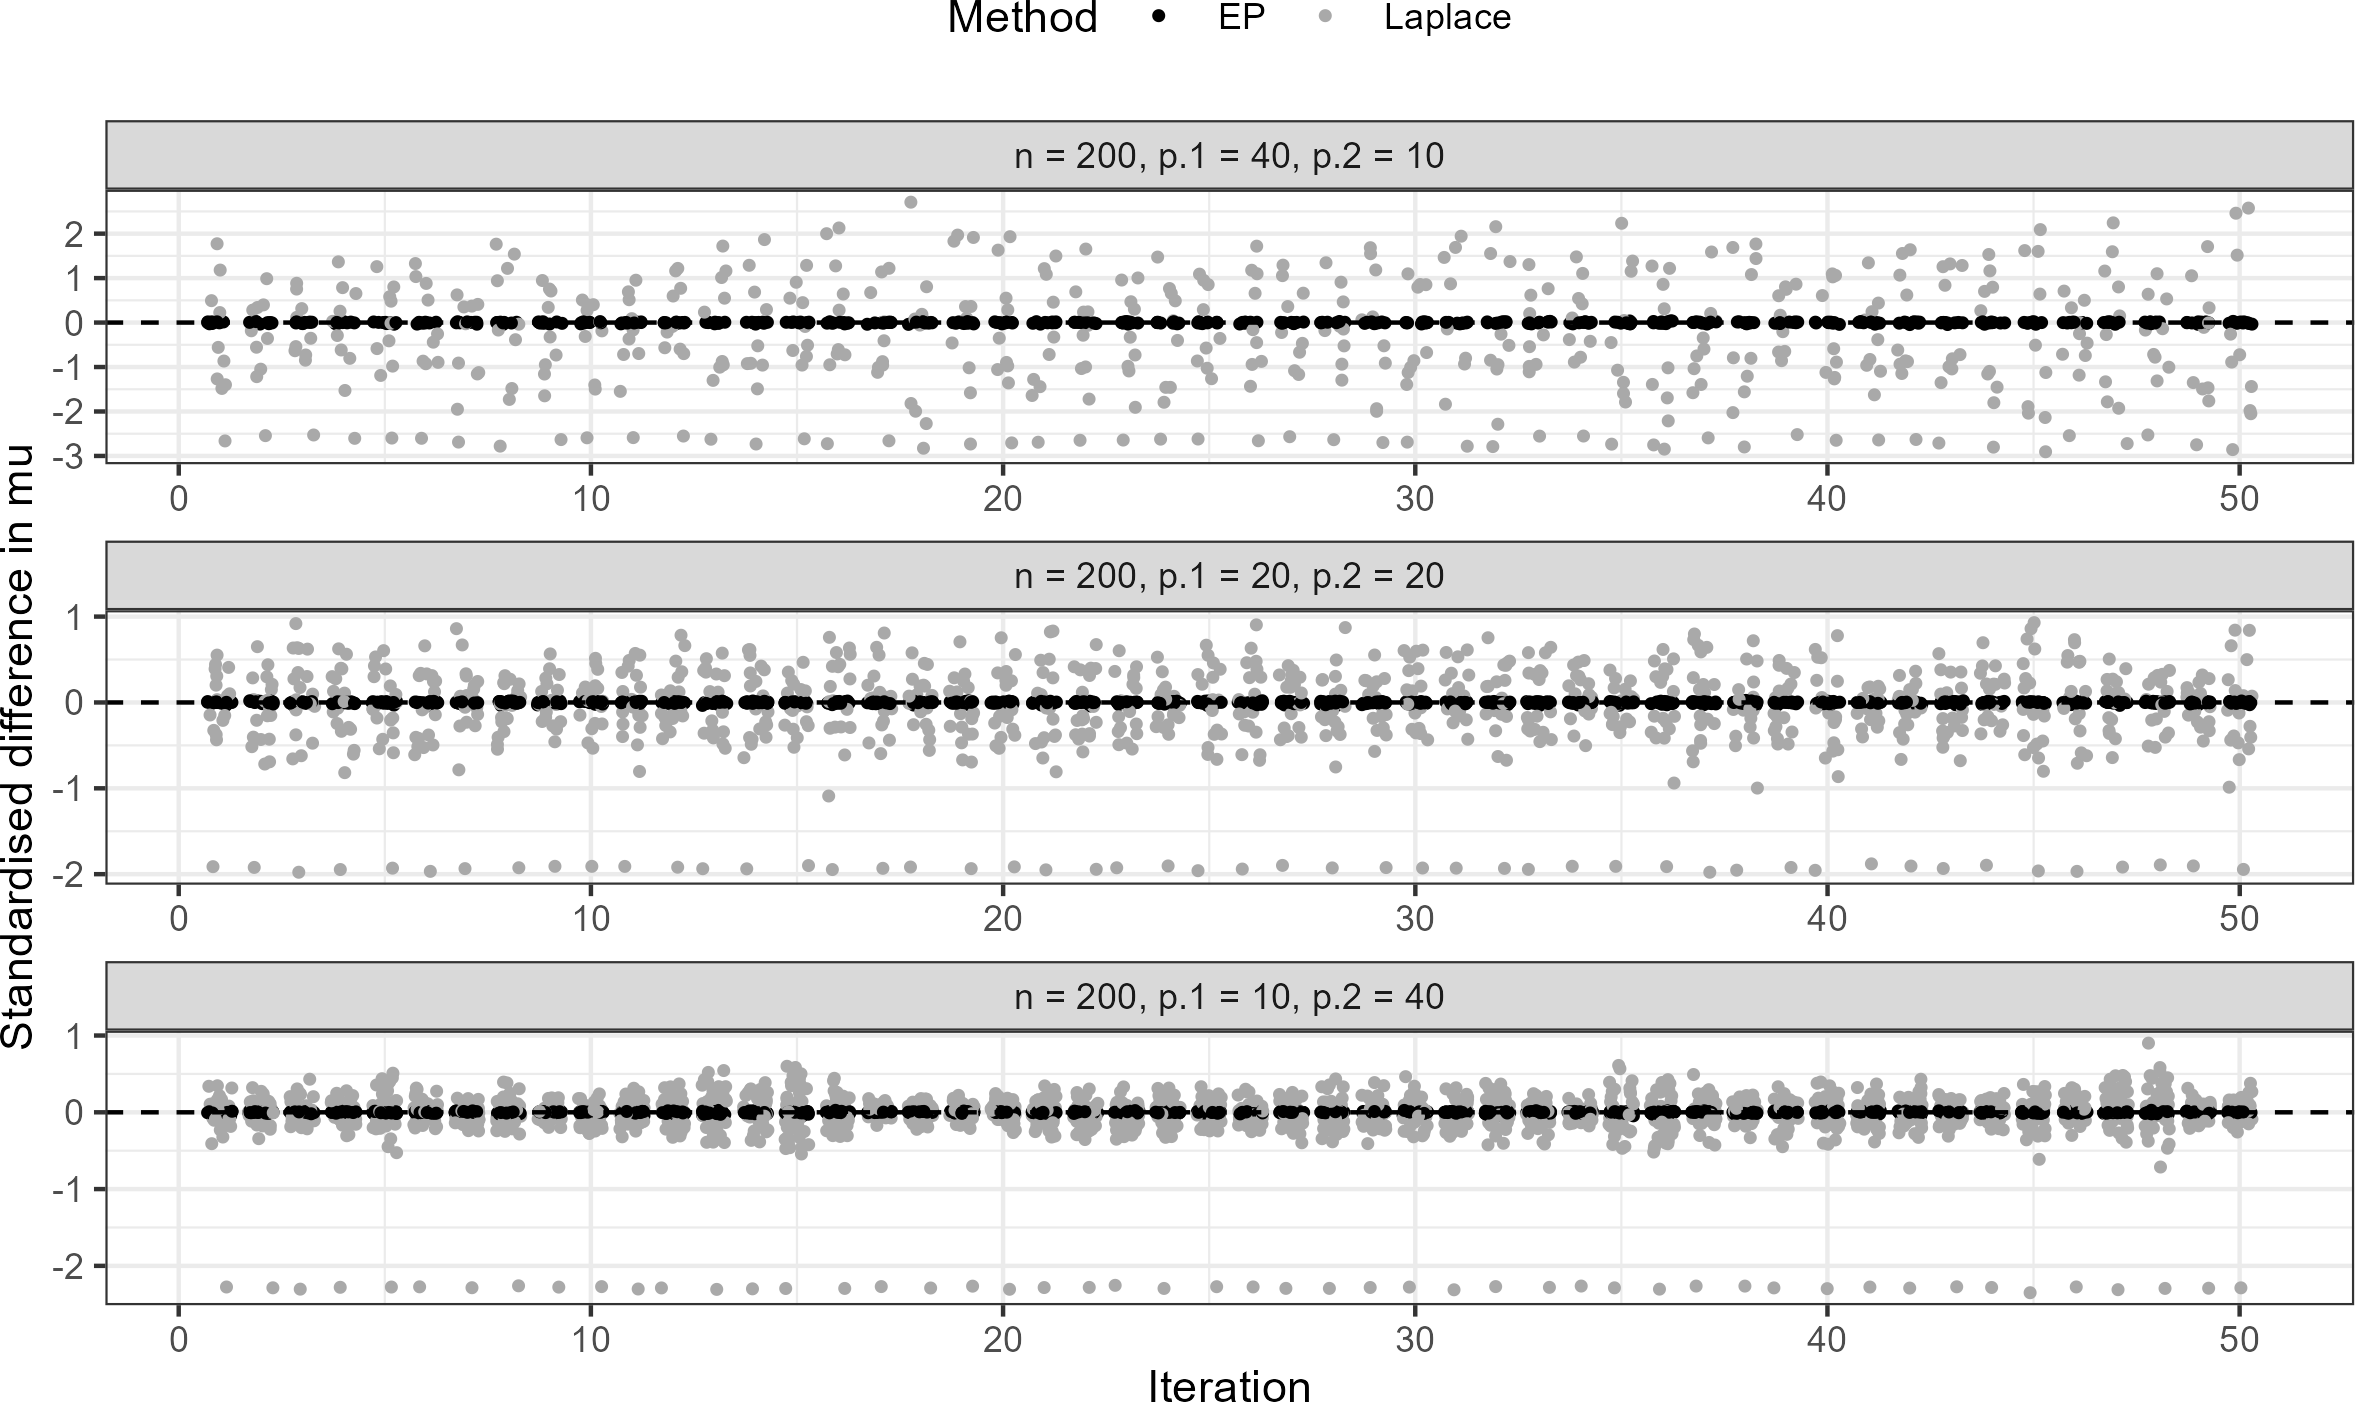 Method EP Laplace
Standardised difference in mu
n = 200, p.1 = 40, p.2 = 10
2
1
0
-1
-2
-3
0 10 20 30 40 50
n = 200, p.1 = 20, p.2 = 20
1
0
-1
-2
0 10 20 30 40 50
n = 200, p.1 = 10, p.2 = 40
1
0
-1
-2
0 10 20 30 40 50
Iteration